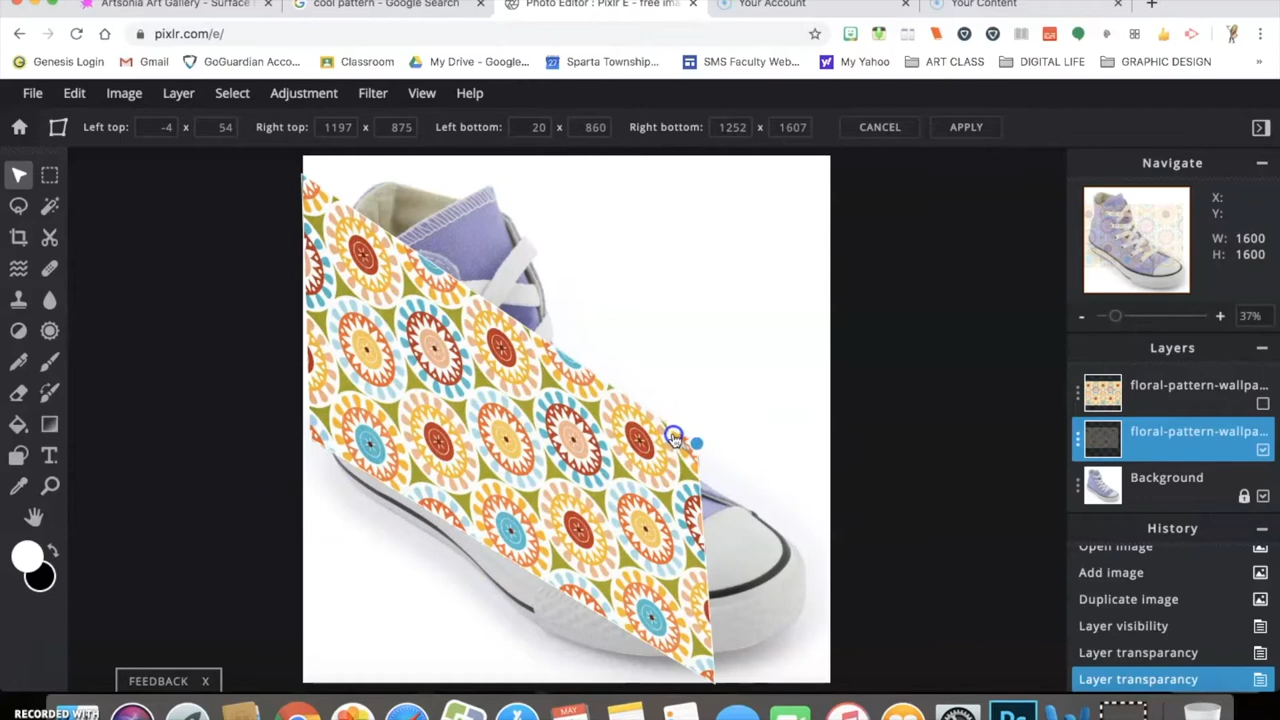 Artsonia Art Gallery - Surface
cool pattern - Google Search
Photo Editor : Pixlr E - free ima
Your Account
Your Content
pixlr.com/e/
Genesis Login
Gmail
GoGuardian Acco...
Classroom
My Drive - Google...
Sparta Township...
SMS Faculty Web...
My Yahoo
ART CLASS
DIGITAL LIFE
GRAPHIC DESIGN
»
File Edit Image Layer Select Adjustment Filter View Help
Left top: -4 x 54 Right top: 1197 x 875 Left bottom: 20 x 860 Right bottom: 1252 x 1607 CANCEL APPLY
Navigate
X:
Y:
W: 1600
H: 1600
- + 37%
Layers
floral-pattern-wallpa...
floral-pattern-wallpa...
Background
History
Open image
Add image
Duplicate image
Layer visibility
Layer transparency
Layer transparency
FEEDBACK X
RECORDED WITH
MAY
Ps